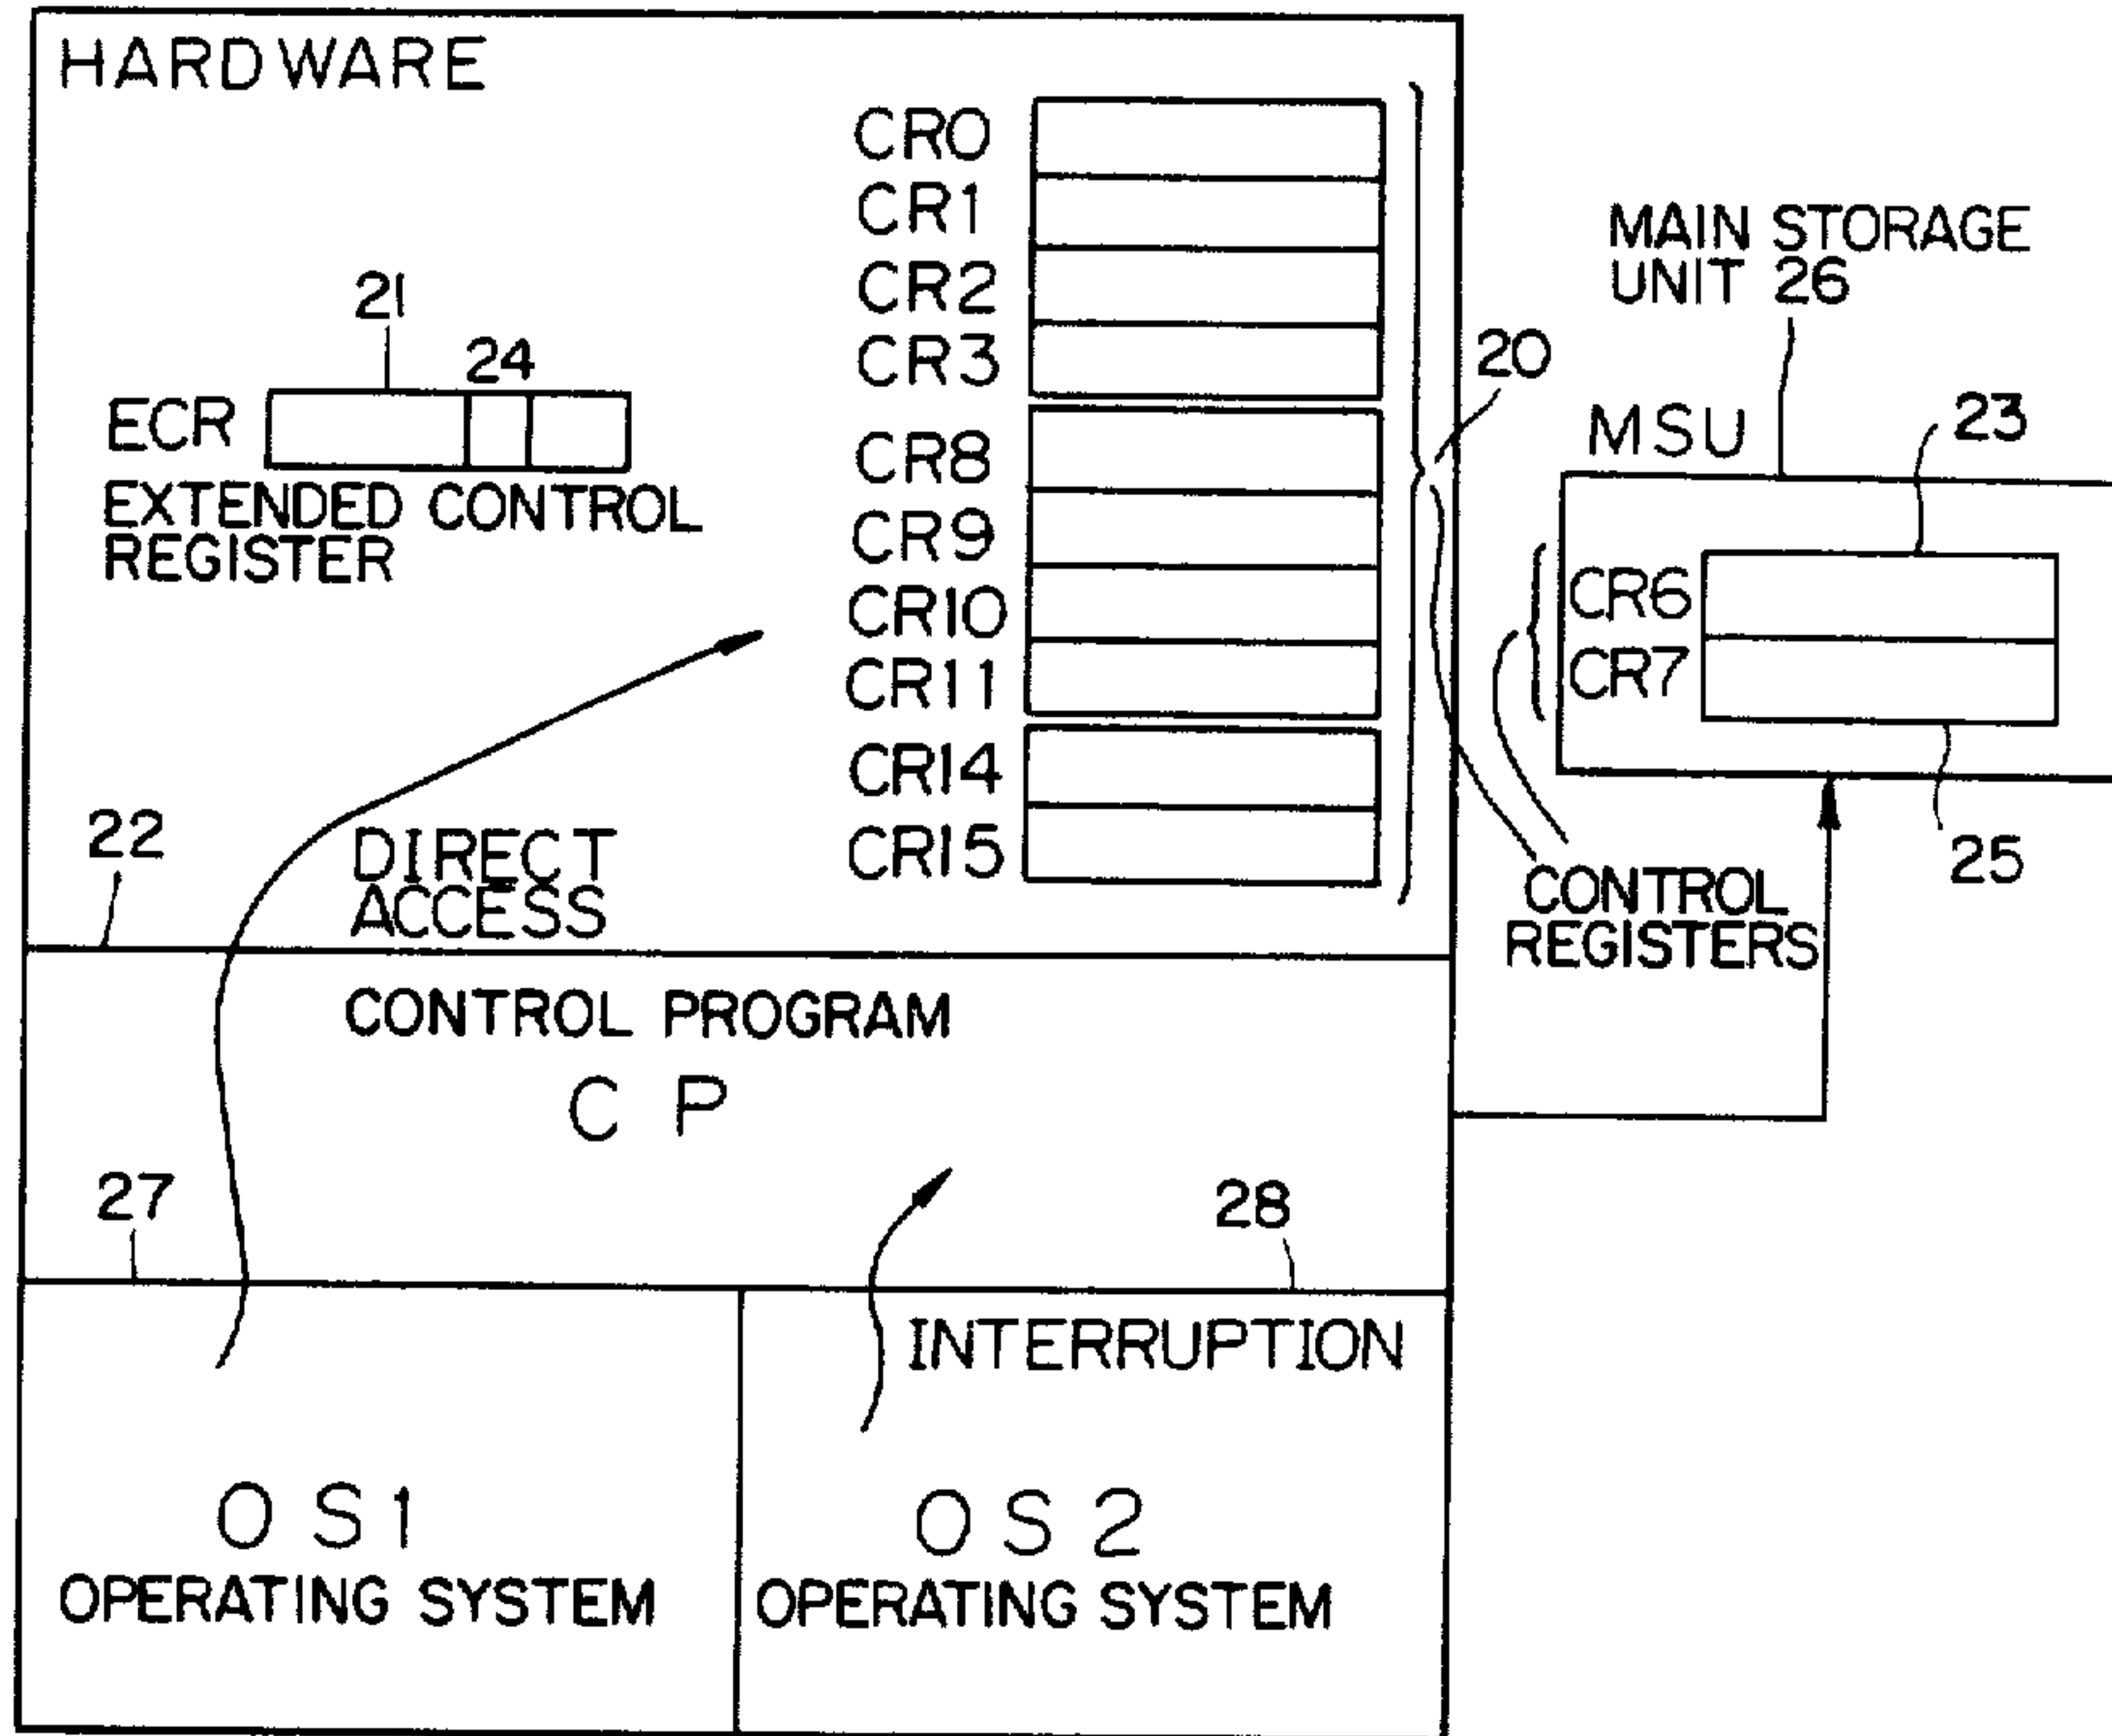 HARDWARE
CR0
CR1
CR2
CR3
CR8
CR9
CR10
CR11
CR14
CR15
21
24
ECR
EXTENDED CONTROL
REGISTER
20
MAIN STORAGE
UNIT 26
MSU
23
CR6
CR7
25
CONTROL
REGISTERS
22
DIRECT
ACCESS
CONTROL PROGRAM
C P
27
28
INTERRUPTION
OS1
OPERATING SYSTEM
OS2
OPERATING SYSTEM